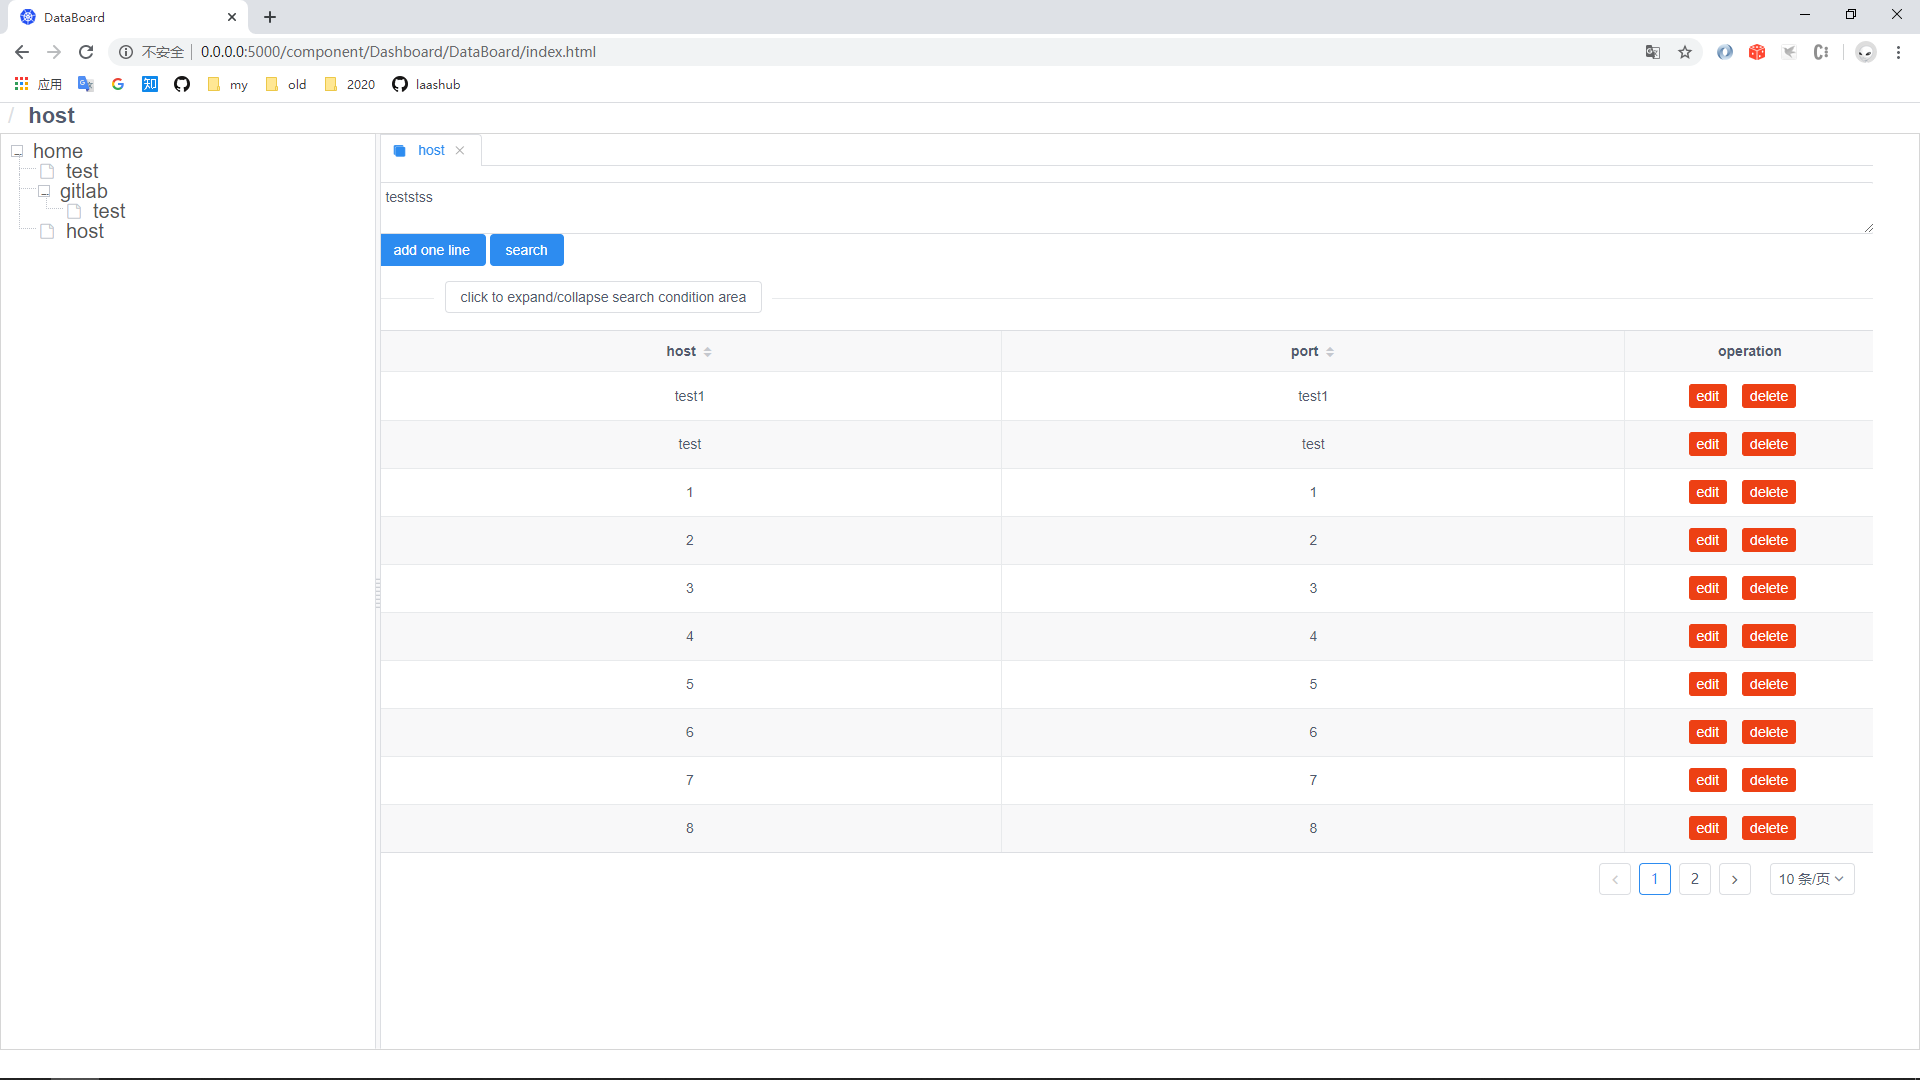 DataBoard
不安全 0.0.0.0:5000/component/Dashboard/DataBoard/index.html
应用 G 知 my old 2020 laashub
/ host
home
test
gitlab
test
host
host
teststss
add one line search
click to expand/collapse search condition area
host port operation
test1 test1 edit delete
test test edit delete
1 1 edit delete
2 2 edit delete
3 3 edit delete
4 4 edit delete
5 5 edit delete
6 6 edit delete
7 7 edit delete
8 8 edit delete
1 2 10 条/页